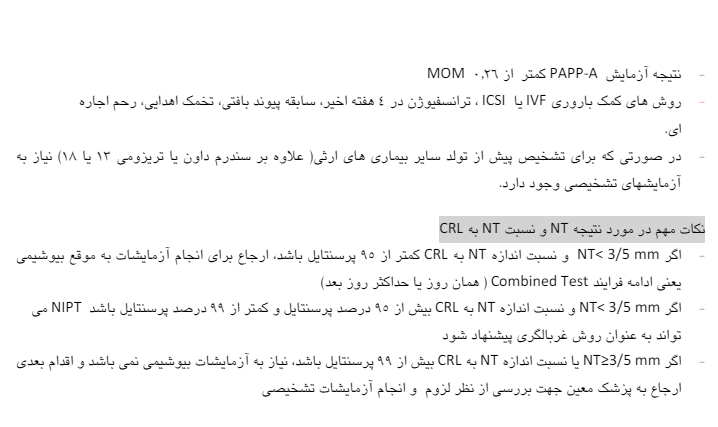 - نتیجه آزمایش PAPP-A کمتر از ۰,۲۶ MOM
- روش های کمک باروری IVF یا ICSI ، ترانسفیوژن در ٤ هفته اخیر، سابقه پیوند بافتی، تخمک اهدایی، رحم اجاره
ای.
- در صورتی که برای تشخیص پیش از تولد سایر بیماری های ارثی( علاوه بر سندرم داون یا تریزومی ۱۳ یا ۱۸) نیاز به
آزمایشهای تشخیصی وجود دارد.
نکات مهم در مورد نتیجه NT و نسبت NT به CRL
- اگر NT< 3/5 mm و نسبت اندازه NT به CRL کمتر از ۹۵ پرسنتایل باشد، ارجاع برای انجام آزمایشات به موقع بیوشیمی
یعنی ادامه فرایند Combined Test ( همان روز یا حداکثر روز بعد)
- اگر NT< 3/5 mm و نسبت اندازه NT به CRL بیش از ۹۵ درصد پرسنتایل و کمتر از ۹۹ درصد پرسنتایل باشد NIPT می
تواند به عنوان روش غربالگری پیشنهاد شود
- اگر NT≥3/5 mm یا نسبت اندازه NT به CRL بیش از ۹۹ پرسنتایل باشد، نیاز به آزمایشات بیوشیمی نمی باشد و اقدام بعدی
ارجاع به پزشک معین جهت بررسی از نظر لزوم و انجام آزمایشات تشخیصی